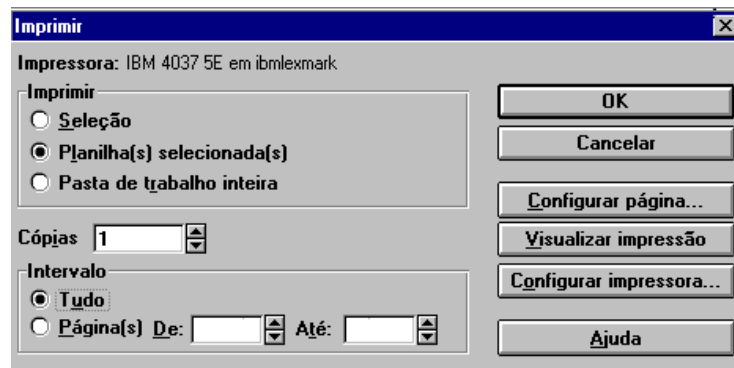 Imprimir
Impressora: IBM 4037 5E em ibmlexmark
Imprimir
Seleção
Planilha(s) selecionada(s)
Pasta de trabalho inteira
Cópias 1
Intervalo
Tudo
Página(s) De: Até:
OK
Cancelar
Configurar página...
Visualizar impressão
Configurar impressora...
Ajuda